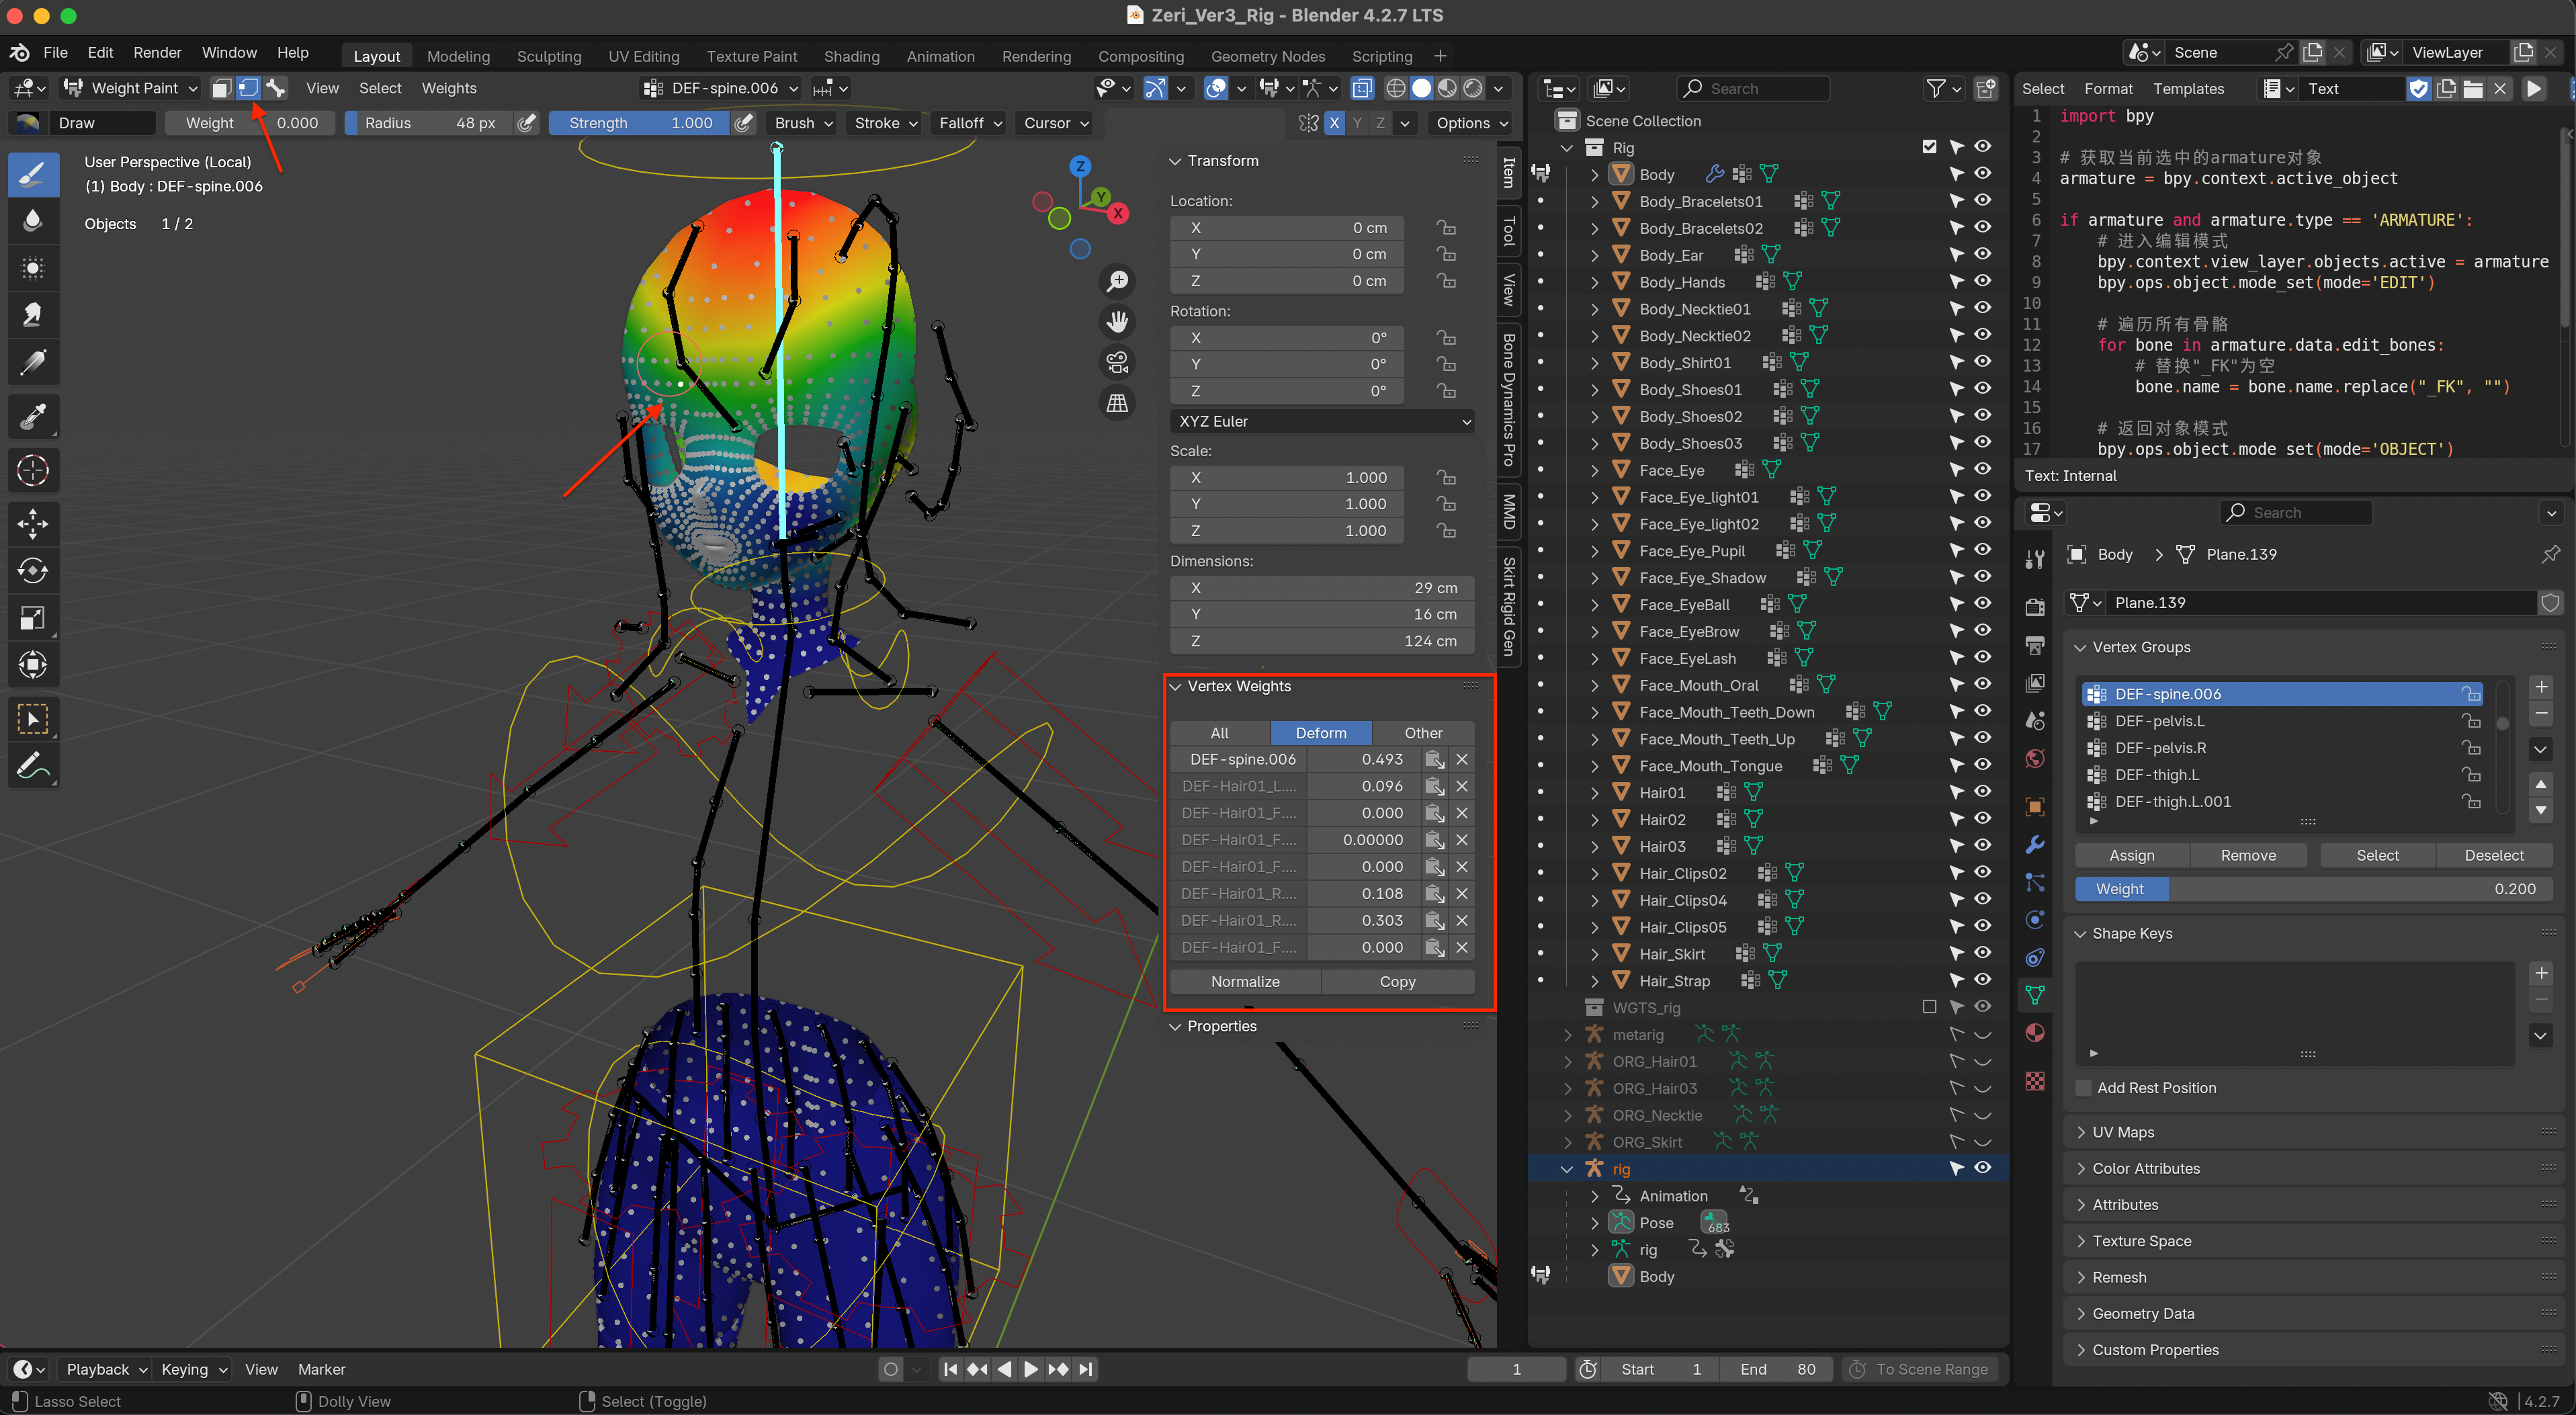 Zeri_Ver3_Rig - Blender 4.2.7 LTS
File Edit Render Window Help Layout Modeling Sculpting UV Editing Texture Paint Shading Animation Rendering Compositing Geometry Nodes Scripting + Scene ViewLayer
Weight Paint View Select Weights DEF-spine.006
Draw Weight 0.000 Radius 48 px Strength 1.000 Brush Stroke Falloff Cursor X Y Z Options
User Perspective (Local)
(1) Body : DEF-spine.006
Objects 1 / 2
Z
Y
X
Transform
Location:
X 0 cm
Y 0 cm
Z 0 cm
Rotation:
X 0°
Y 0°
Z 0°
XYZ Euler
Scale:
X 1.000
Y 1.000
Z 1.000
Dimensions:
X 29 cm
Y 16 cm
Z 124 cm
Vertex Weights
All Deform Other
DEF-spine.006 0.493
DEF-Hair01_L.... 0.096
DEF-Hair01_F.... 0.000
DEF-Hair01_F.... 0.00000
DEF-Hair01_F.... 0.000
DEF-Hair01_R.... 0.108
DEF-Hair01_R.... 0.303
DEF-Hair01_F.... 0.000
Normalize Copy
Properties
Item
Tool
View
Bone Dynamics Pro
MMD
Skirt Rigid Gen
Search
Scene Collection
Rig
Body
Body_Bracelets01
Body_Bracelets02
Body_Ear
Body_Hands
Body_Necktie01
Body_Necktie02
Body_Shirt01
Body_Shoes01
Body_Shoes02
Body_Shoes03
Face_Eye
Face_Eye_light01
Face_Eye_light02
Face_Eye_Pupil
Face_Eye_Shadow
Face_EyeBall
Face_EyeBrow
Face_EyeLash
Face_Mouth_Oral
Face_Mouth_Teeth_Down
Face_Mouth_Teeth_Up
Face_Mouth_Tongue
Hair01
Hair02
Hair03
Hair_Clips02
Hair_Clips04
Hair_Clips05
Hair_Skirt
Hair_Strap
WGTS_rig
metarig
ORG_Hair01
ORG_Hair03
ORG_Necktie
ORG_Skirt
rig
Animation
Pose 683
rig
Body
Select Format Templates Text
1 import bpy
2
3 # 获取当前选中的armature对象
4 armature = bpy.context.active_object
5
6 if armature and armature.type == 'ARMATURE':
7 # 进入编辑模式
8 bpy.context.view_layer.objects.active = armature
9 bpy.ops.object.mode_set(mode='EDIT')
10
11 # 遍历所有骨骼
12 for bone in armature.data.edit_bones:
13 # 替换"_FK"为空
14 bone.name = bone.name.replace("_FK", "")
15
16 # 返回对象模式
17 bpy.ops.object.mode_set(mode='OBJECT')
Text: Internal
Search
Body Plane.139
Plane.139
Vertex Groups
DEF-spine.006
DEF-pelvis.L
DEF-pelvis.R
DEF-thigh.L
DEF-thigh.L.001
Assign Remove Select Deselect
Weight 0.200
Shape Keys
Add Rest Position
UV Maps
Color Attributes
Attributes
Texture Space
Remesh
Geometry Data
Custom Properties
Playback Keying View Marker 1 Start 1 End 80 To Scene Range
Lasso Select Dolly View Select (Toggle) 4.2.7